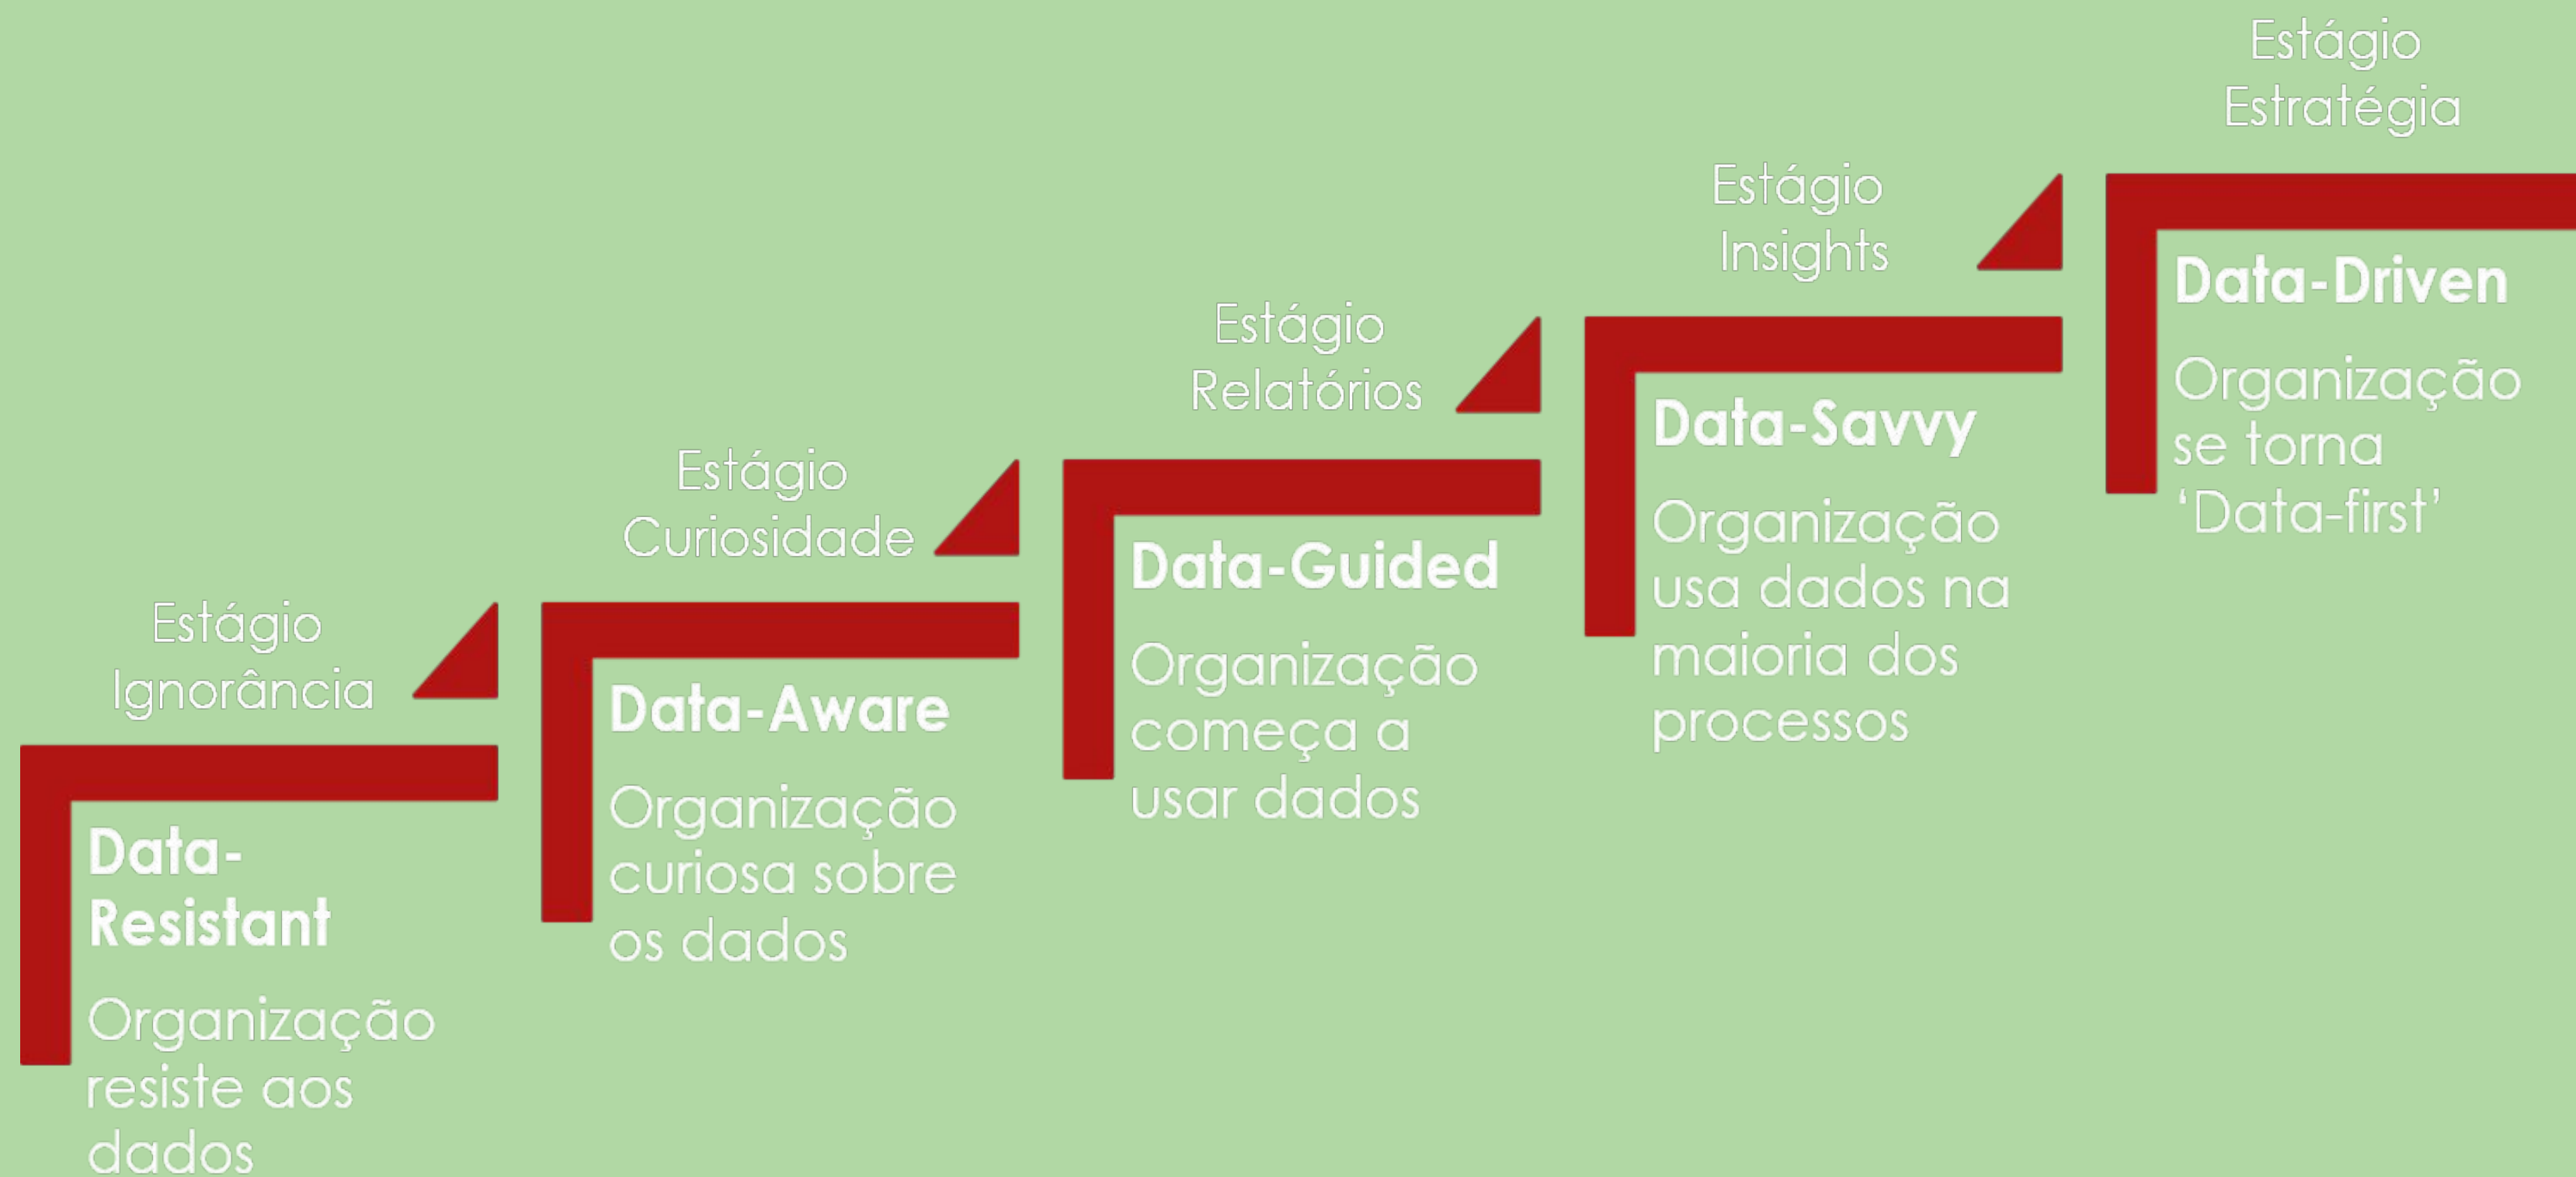 Estágio
Ignorância
Data-
Resistant
Organização
resiste aos
dados
Estágio
Curiosidade
Data-Aware
Organização
curiosa sobre
os dados
Estágio
Relatórios
Data-Guided
Organização
começa a
usar dados
Estágio
Insights
Data-Savvy
Organização
usa dados na
maioria dos
processos
Estágio
Estratégia
Data-Driven
Organização
se torna
‘Data-first’